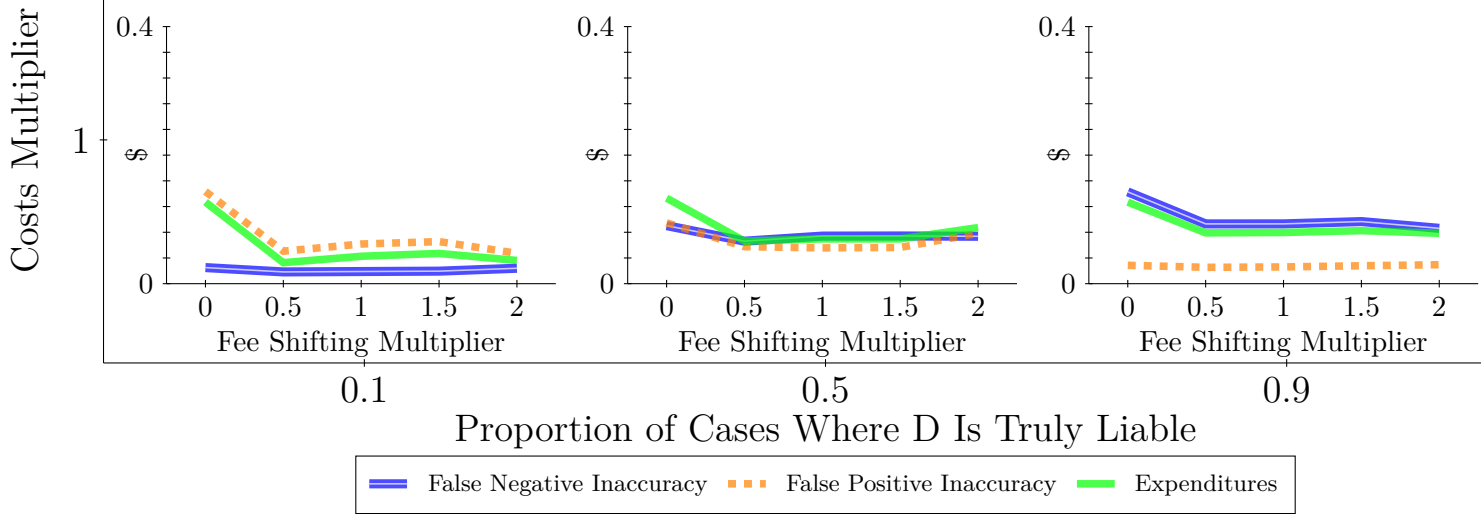 Costs Multiplier
1
0.4
0
$
0 0.5 1 1.5 2
Fee Shifting Multiplier
0.4
0
$
0 0.5 1 1.5 2
Fee Shifting Multiplier
0.4
0
$
0 0.5 1 1.5 2
Fee Shifting Multiplier
0.1 0.5 0.9
Proportion of Cases Where D Is Truly Liable
False Negative Inaccuracy False Positive Inaccuracy Expenditures